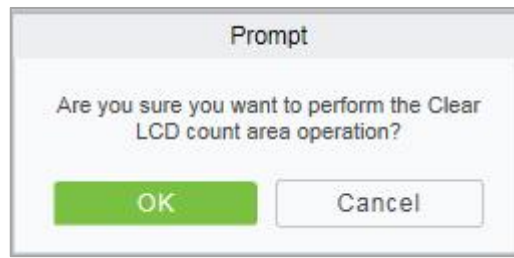 Prompt
Are you sure you want to perform the Clear
LCD count area operation?
OK
Cancel